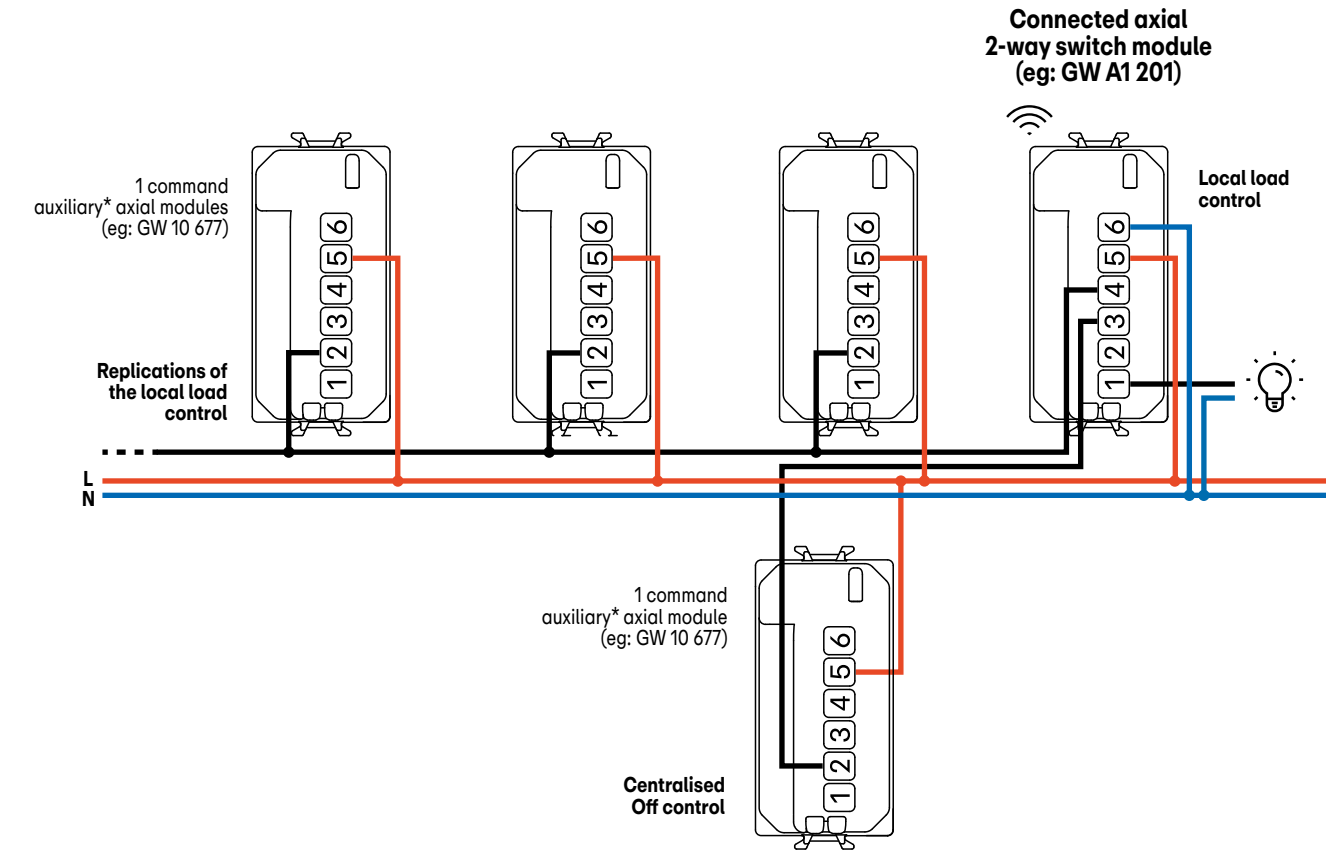 Connected axial
2-way switch module
(eg: GW A1 201)
1 command
auxiliary* axial modules
(eg: GW 10 677)
Local load
control
6
5
4
3
2
1
6
5
4
3
2
1
6
5
4
3
2
1
6
5
4
3
2
1
Replications of
the local load
control
L
N
1 command
auxiliary* axial module
(eg: GW 10 677)
6
5
4
3
2
1
Centralised
Off control